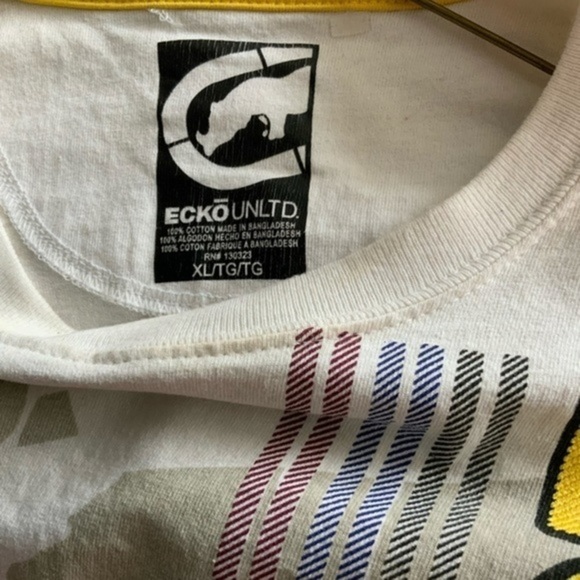 ECKŌ UNLTD.
100% COTTON MADE IN BANGLADESH
100% ALGODON HECHO EN BANGLADESH
100% COTON FABRIQUE A BANGLADESH
RN# 130323
XL/TG/TG